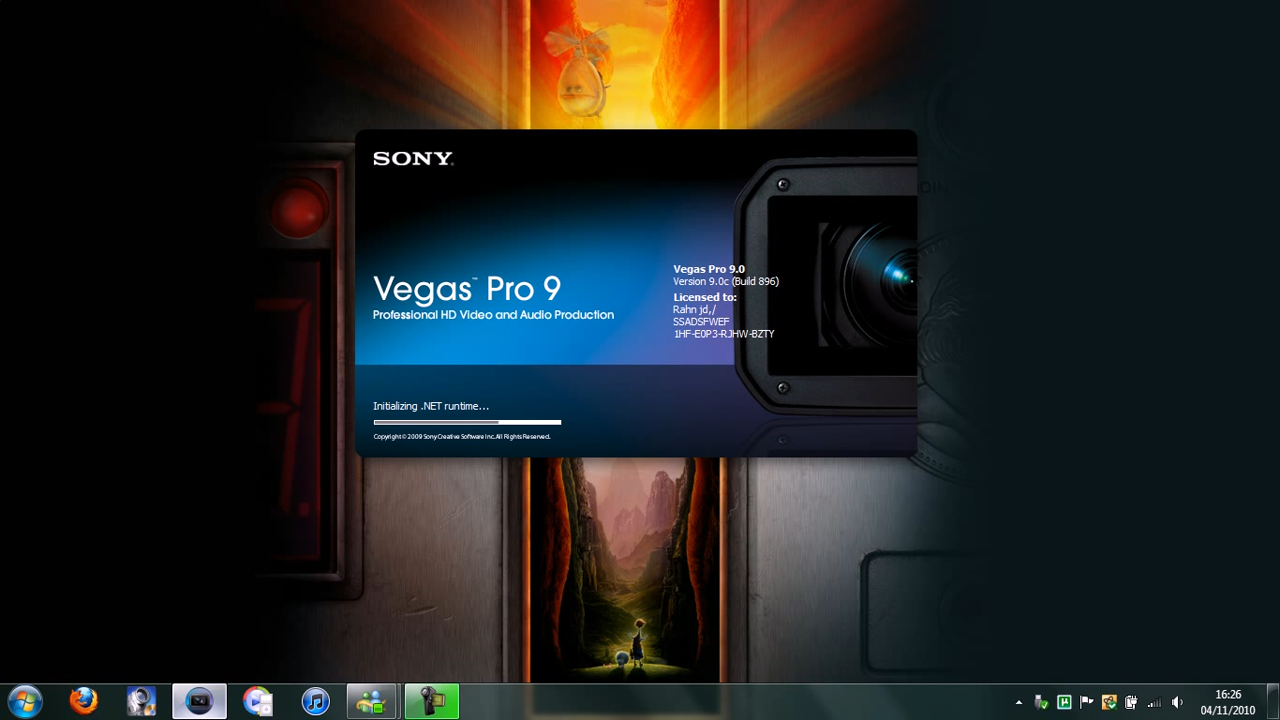 SONY
Vegas™ Pro 9
Professional HD Video and Audio Production
Vegas Pro 9.0
Version 9.0c (Build 896)
Licensed to:
Rahn jd,/
SSADSFWEF
1HF-E0P3-RJHW-BZTY
Initializing .NET runtime...
Copyright © 2009 Sony Creative Software Inc. All Rights Reserved.
16:26
04/11/2010